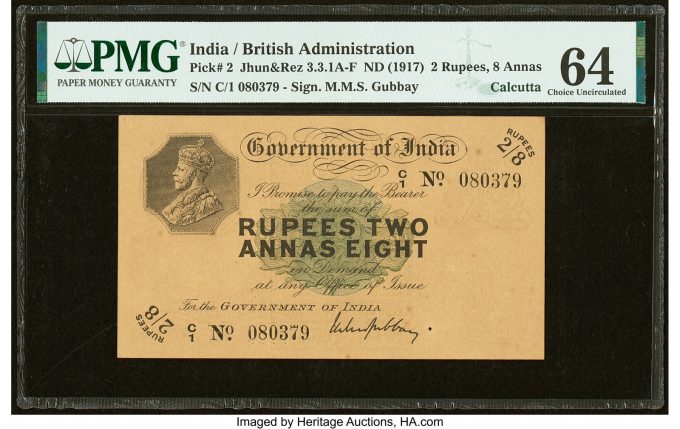 PMG
PAPER MONEY GUARANTY
India / British Administration
Pick# 2 Jhun&Rez 3.3.1A-F ND (1917) 2 Rupees, 8 Annas
S/N C/1 080379 - Sign. M.M.S. Gubbay Calcutta
64
Choice Uncirculated
Government of India
RUPEES
2/8
C/1 No. 080379
I Promise to pay the Bearer
the sum of
RUPEES TWO
ANNAS EIGHT
on Demand
at any Office of Issue
For the GOVERNMENT OF INDIA
RUPEES
2/8
C/1 No. 080379
Imaged by Heritage Auctions, HA.com